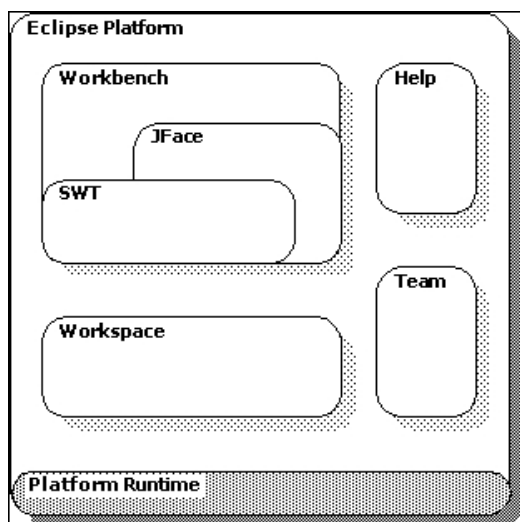 Eclipse Platform
Workbench
Help
JFace
SWT
Team
Workspace
Platform Runtime